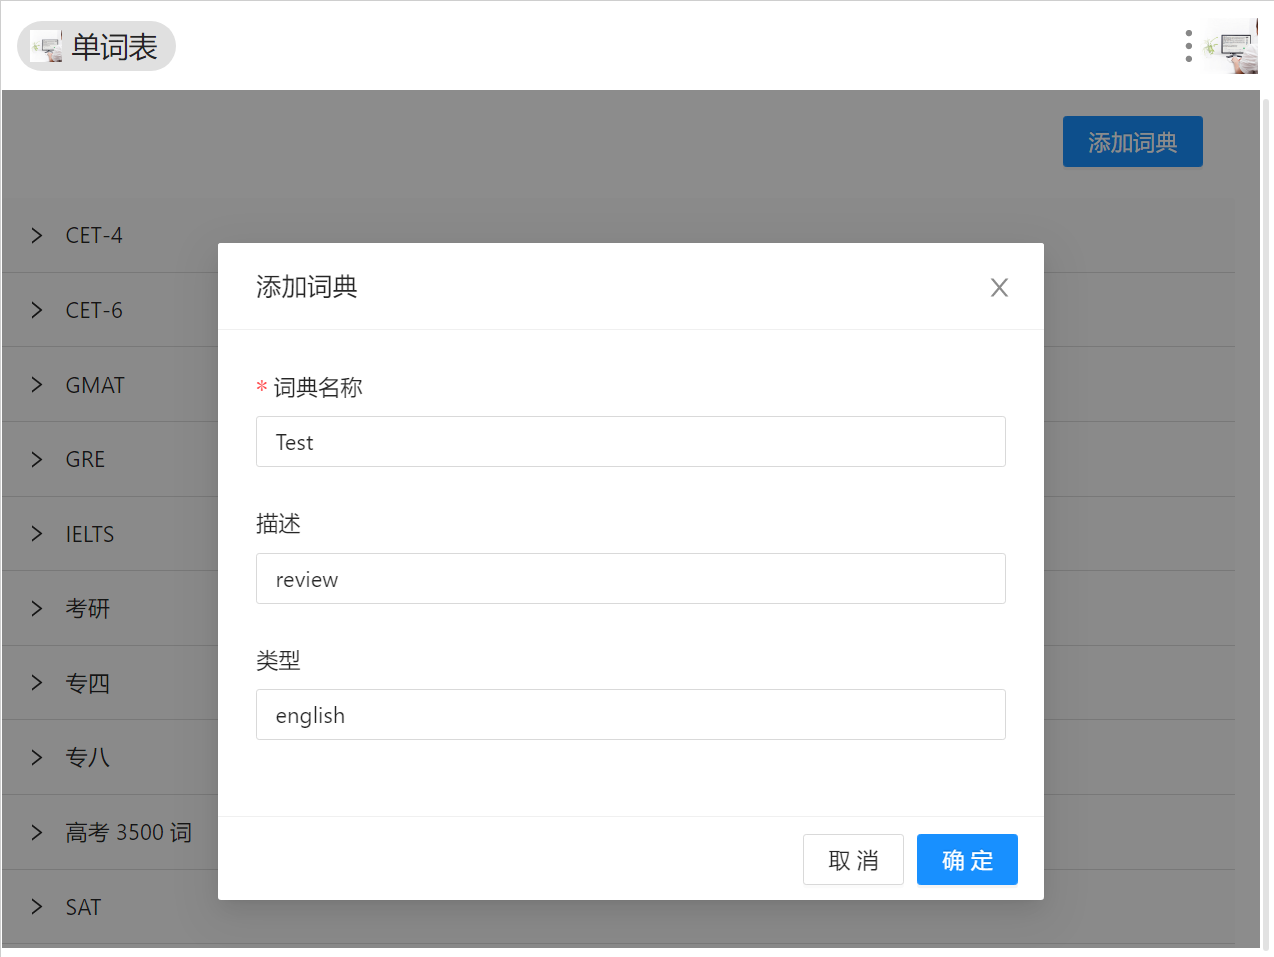 单词表
添加词典
CET-4
CET-6
GMAT
GRE
IELTS
考研
专四
专八
高考 3500 词
SAT
添加词典
* 词典名称
Test
描述
review
类型
english
取 消
确 定